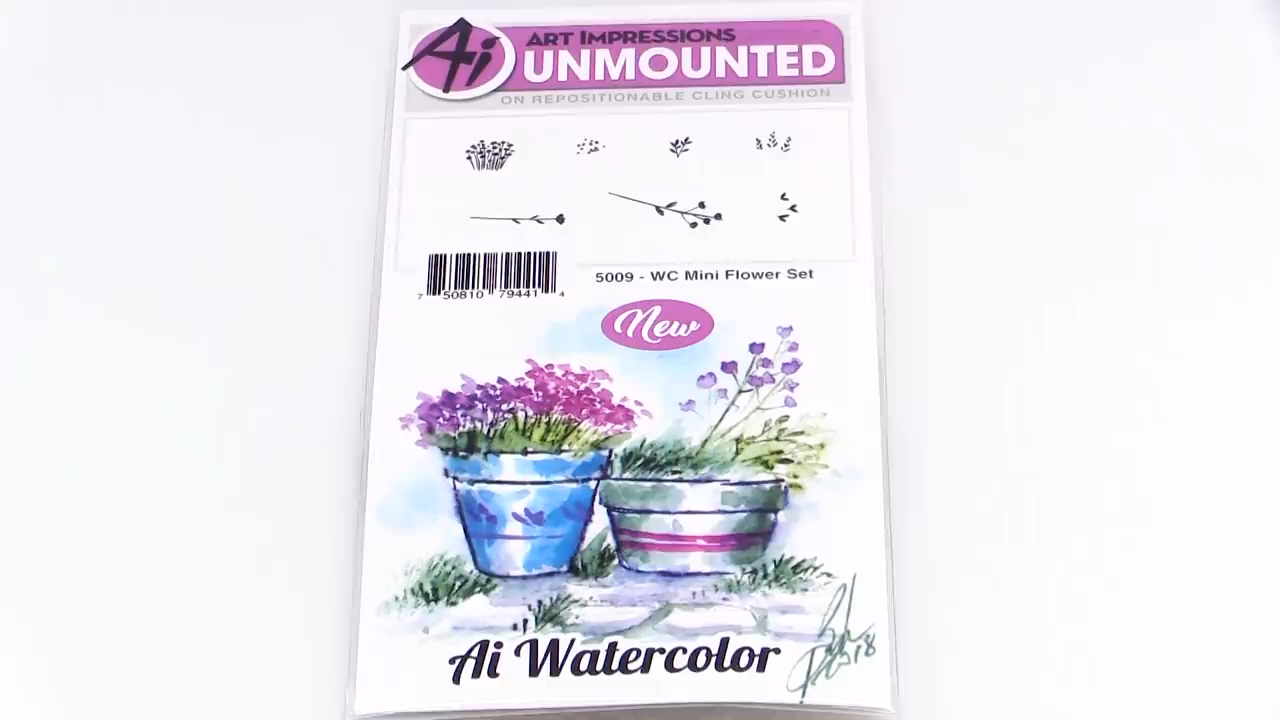 Ai
ART IMPRESSIONS
UNMOUNTED
ON REPOSITIONABLE CLING CUSHION
7 50810 79441 4
5009 - WC Mini Flower Set
New
Ai Watercolor